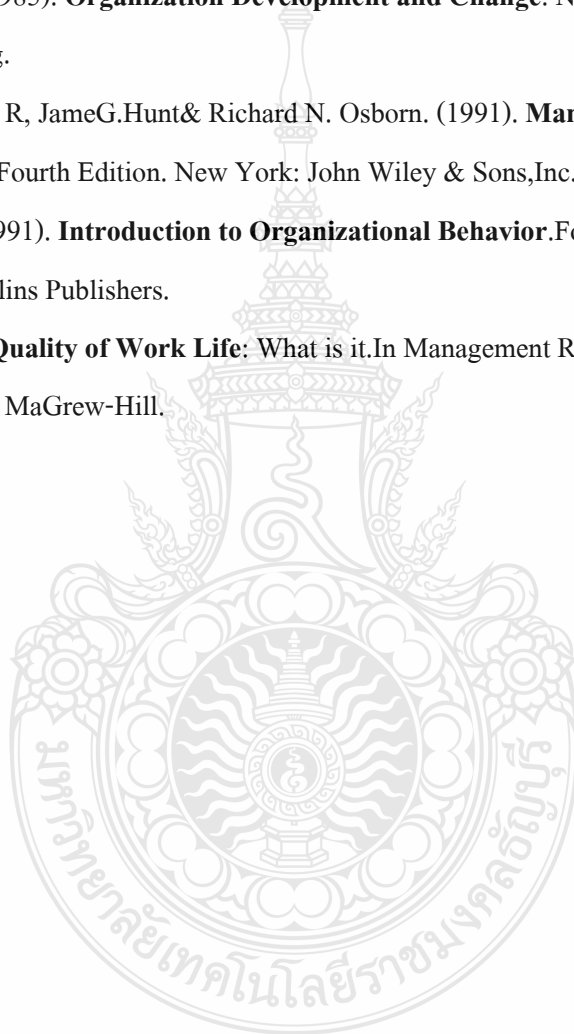 1985). Organization Development and Change. N
g.
R, JameG.Hunt& Richard N. Osborn. (1991). Man
Fourth Edition. New York: John Wiley & Sons,Inc.
991). Introduction to Organizational Behavior.Fo
lins Publishers.
Quality of Work Life: What is it.In Management R
MaGrew-Hill.
มหาวิทยาลัยเทคโนโลยีราชมงคลธัญบุรี